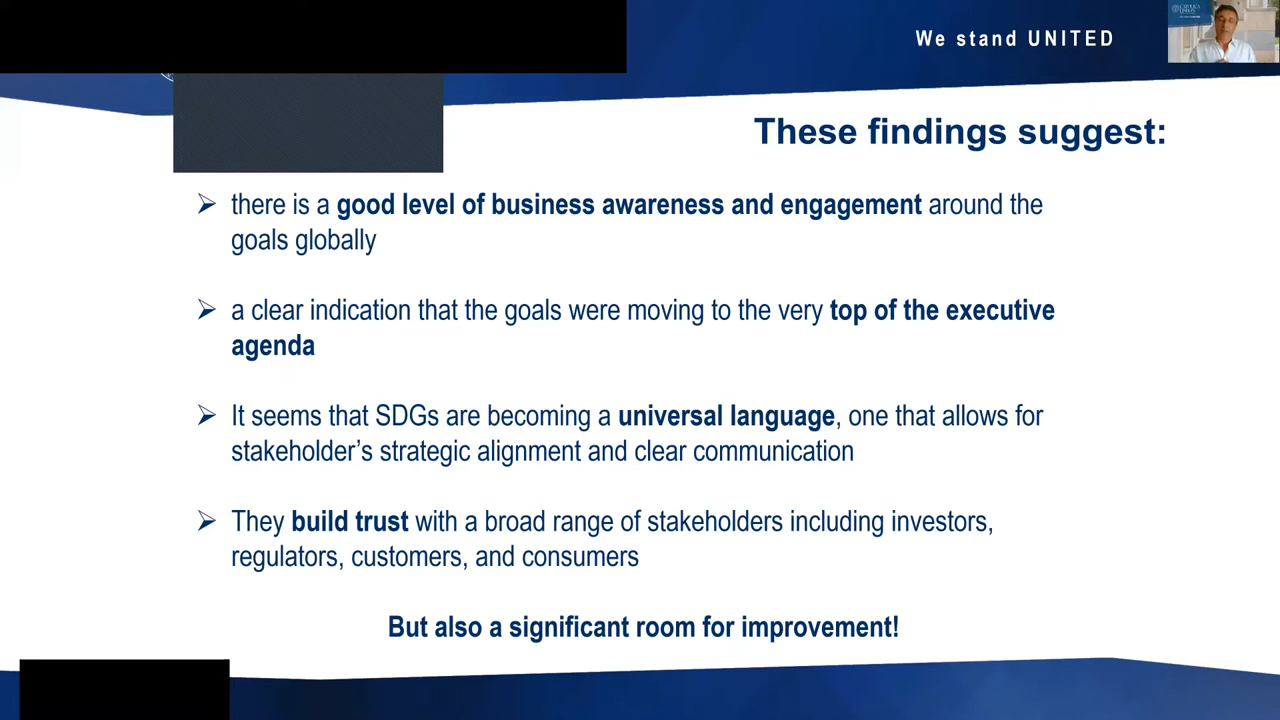 We stand UNITED
CATÓLICA
These findings suggest:
➢ there is a good level of business awareness and engagement around the
goals globally
➢ a clear indication that the goals were moving to the very top of the executive
agenda
➢ It seems that SDGs are becoming a universal language, one that allows for
stakeholder’s strategic alignment and clear communication
➢ They build trust with a broad range of stakeholders including investors,
regulators, customers, and consumers
But also a significant room for improvement!